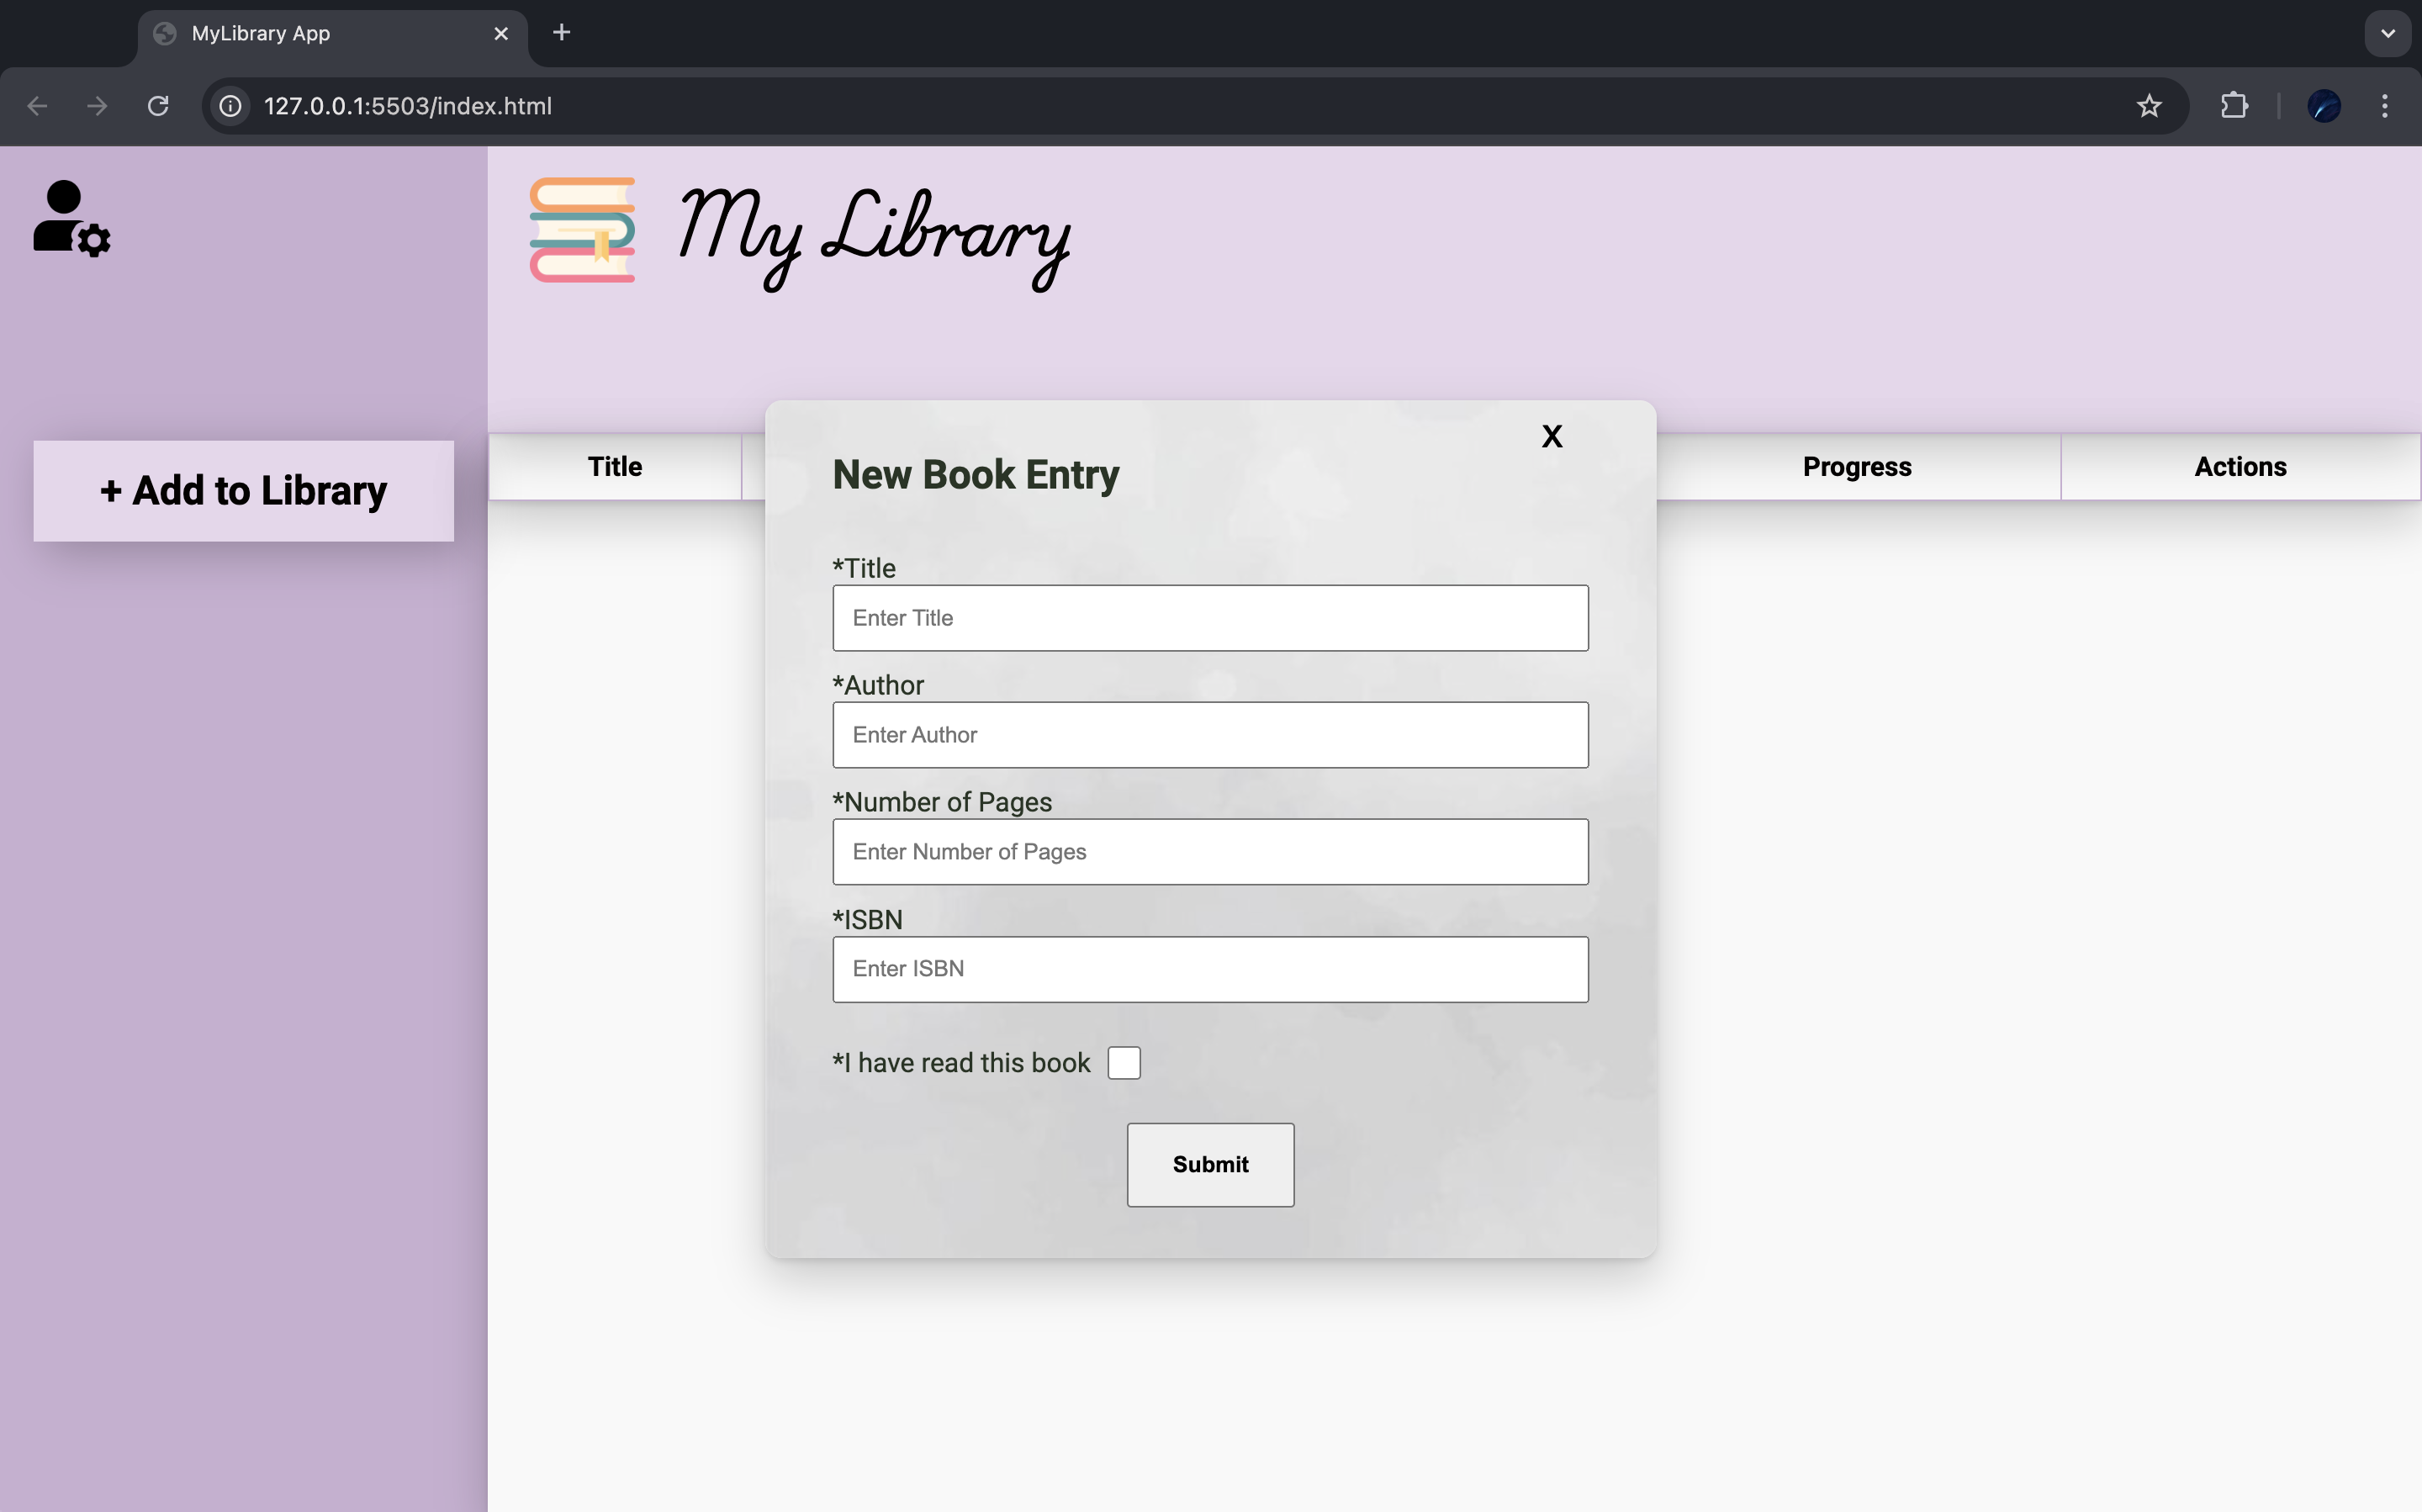 MyLibrary App
127.0.0.1:5503/index.html
My Library
+ Add to Library
Title
Progress
Actions
X
New Book Entry
*Title
Enter Title
*Author
Enter Author
*Number of Pages
Enter Number of Pages
*ISBN
Enter ISBN
*I have read this book
Submit